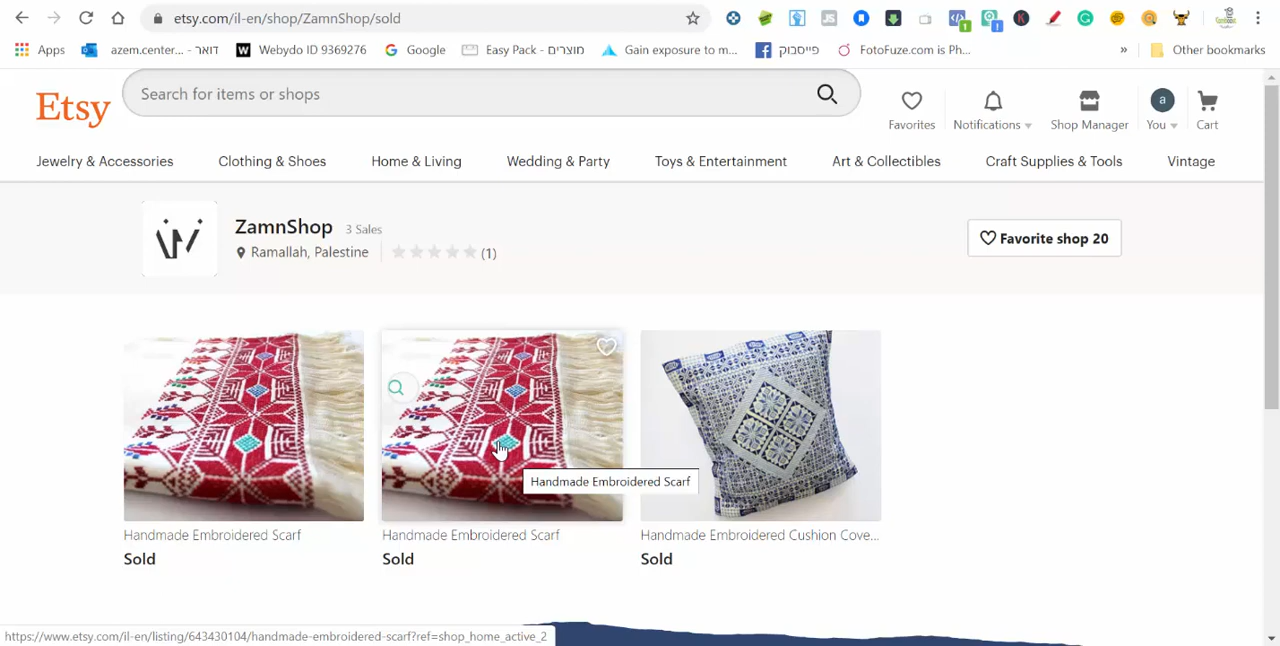 etsy.com/il-en/shop/ZamnShop/sold
Apps
azem.center... - דואר
W Webydo ID 9369276
Google
Easy Pack - מוצרים
Gain exposure to m...
פייסבוק
FotoFuze.com is Ph...
»
Other bookmarks
Etsy
Search for items or shops
Favorites
Notifications
Shop Manager
a
You
Cart
Jewelry & Accessories
Clothing & Shoes
Home & Living
Wedding & Party
Toys & Entertainment
Art & Collectibles
Craft Supplies & Tools
Vintage
ZamnShop 3 Sales
Ramallah, Palestine
(1)
Favorite shop 20
Handmade Embroidered Scarf
Handmade Embroidered Scarf
Handmade Embroidered Scarf
Handmade Embroidered Cushion Cove...
Sold
Sold
Sold
https://www.etsy.com/il-en/listing/643430104/handmade-embroidered-scarf?ref=shop_home_active_2